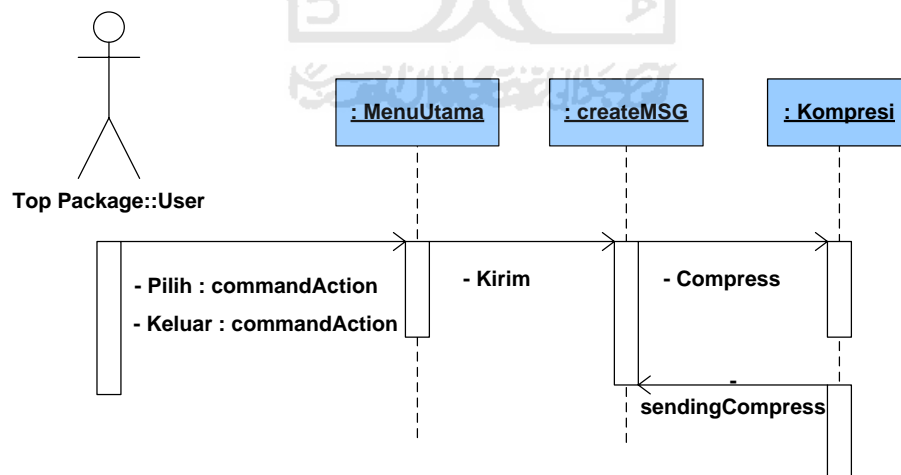 : MenuUtama
: createMSG
: Kompresi
Top Package::User
- Pilih : commandAction
- Keluar : commandAction
- Kirim
- Compress
-
sendingCompress